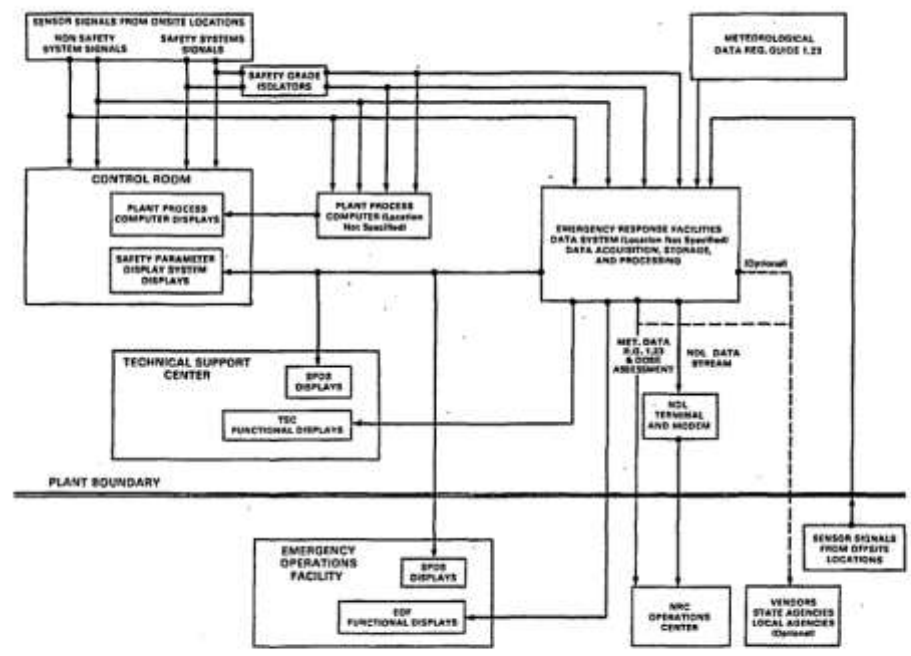 SENSOR SIGNALS FROM ONSITE LOCATIONS
NON SAFETY
SYSTEM SIGNALS
SAFETY SYSTEMS
SIGNALS
SAFETY GRADE
ISOLATORS
METEOROLOGICAL
DATA REG. GUIDE 1.23
CONTROL ROOM
PLANT PROCESS
COMPUTER DISPLAYS
PLANT PROCESS
COMPUTER (Location
Not Specified)
SAFETY PARAMETER
DISPLAY SYSTEM
DISPLAYS
EMERGENCY RESPONSE FACILITIES
DATA SYSTEM (Location Not Specified)
DATA ACQUISITION, STORAGE,
AND PROCESSING
(Optional)
TECHNICAL SUPPORT
CENTER
SPDS
DISPLAYS
TSC
FUNCTIONAL DISPLAYS
MET. DATA
R.G. 1.23
& DOSE
ASSESSMENT
NDL DATA
STREAM
NDL
TERMINAL
AND MODEM
PLANT BOUNDARY
EMERGENCY
OPERATIONS
FACILITY
SPDS
DISPLAYS
EOF
FUNCTIONAL DISPLAYS
NRC
OPERATIONS
CENTER
VENDORS
STATE AGENCIES
LOCAL AGENCIES
(Optional)
SENSOR SIGNALS
FROM OFFSITE
LOCATIONS